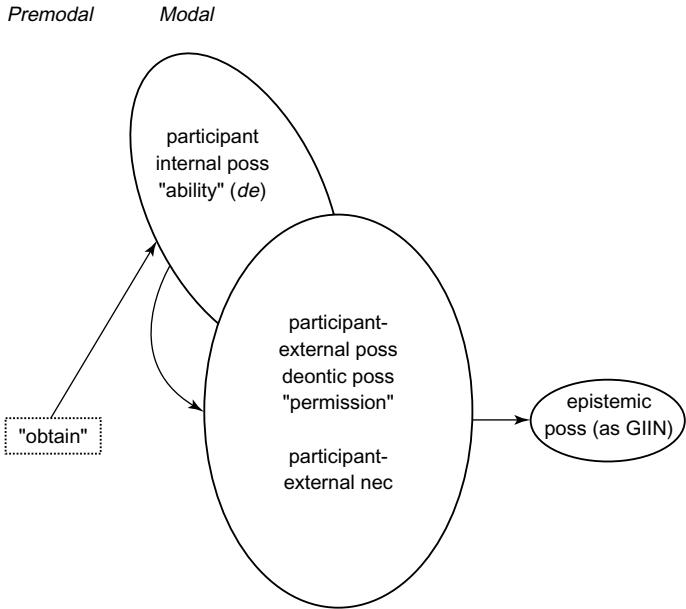 Premodal Modal
participant
internal poss
"ability" (de)
participant-
external poss
deontic poss
"permission"
participant-
external nec
"obtain"
epistemic
poss (as GIIN)